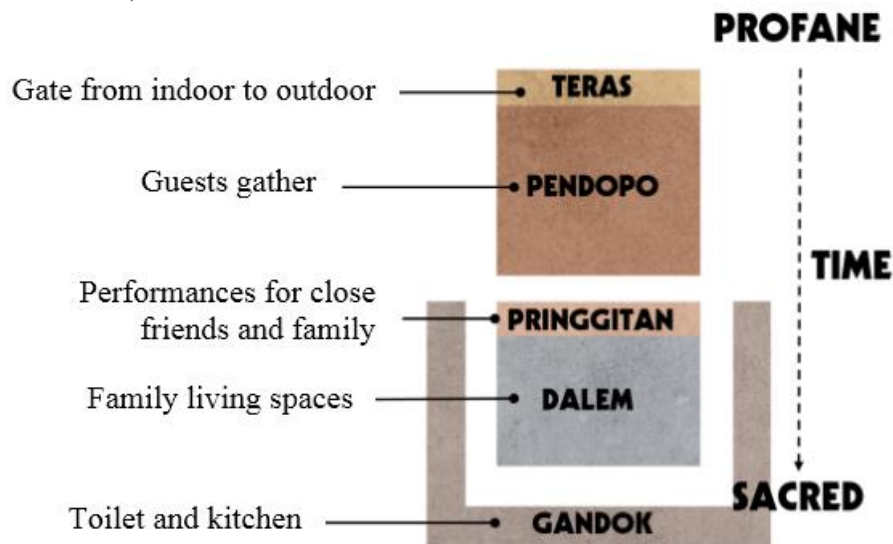 PROFANE
Gate from indoor to outdoor
TERAS
Guests gather
PENDOPO
TIME
Performances for close
friends and family
PRINGGITAN
Family living spaces
DALEM
SACRED
Toilet and kitchen
GANDOK